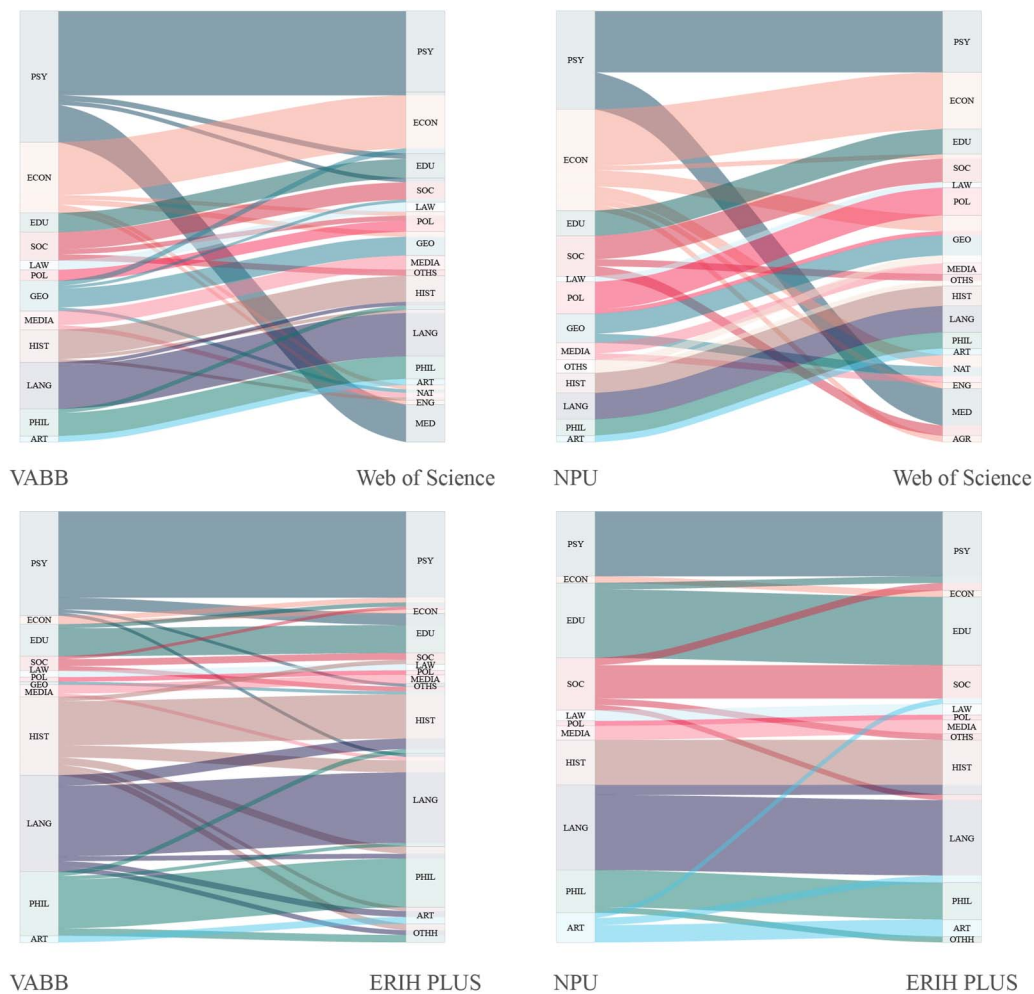 PSY
ECON
EDU
SOC
LAW
POL
GEO
MEDIA
HIST
LANG
PHIL
ART
PSY
ECON
EDU
SOC
LAW
POL
GEO
MEDIA
OTHS
HIST
LANG
PHIL
ART
NAT
ENG
MED
VABB Web of Science
PSY
ECON
EDU
SOC
LAW
POL
GEO
MEDIA
OTHS
HIST
LANG
PHIL
ART
PSY
ECON
EDU
SOC
LAW
POL
GEO
MEDIA
OTHS
HIST
LANG
PHIL
ART
NAT
ENG
MED
AGR
NPU Web of Science
PSY
ECON
EDU
SOC
LAW
POL
GEO
MEDIA
HIST
LANG
PHIL
ART
PSY
ECON
EDU
SOC
LAW
POL
MEDIA
OTHS
HIST
LANG
PHIL
ART
OTHH
VABB ERIH PLUS
PSY
ECON
EDU
SOC
LAW
POL
MEDIA
HIST
LANG
PHIL
ART
PSY
ECON
EDU
SOC
LAW
POL
MEDIA
OTHS
HIST
LANG
PHIL
ART
OTHH
NPU ERIH PLUS